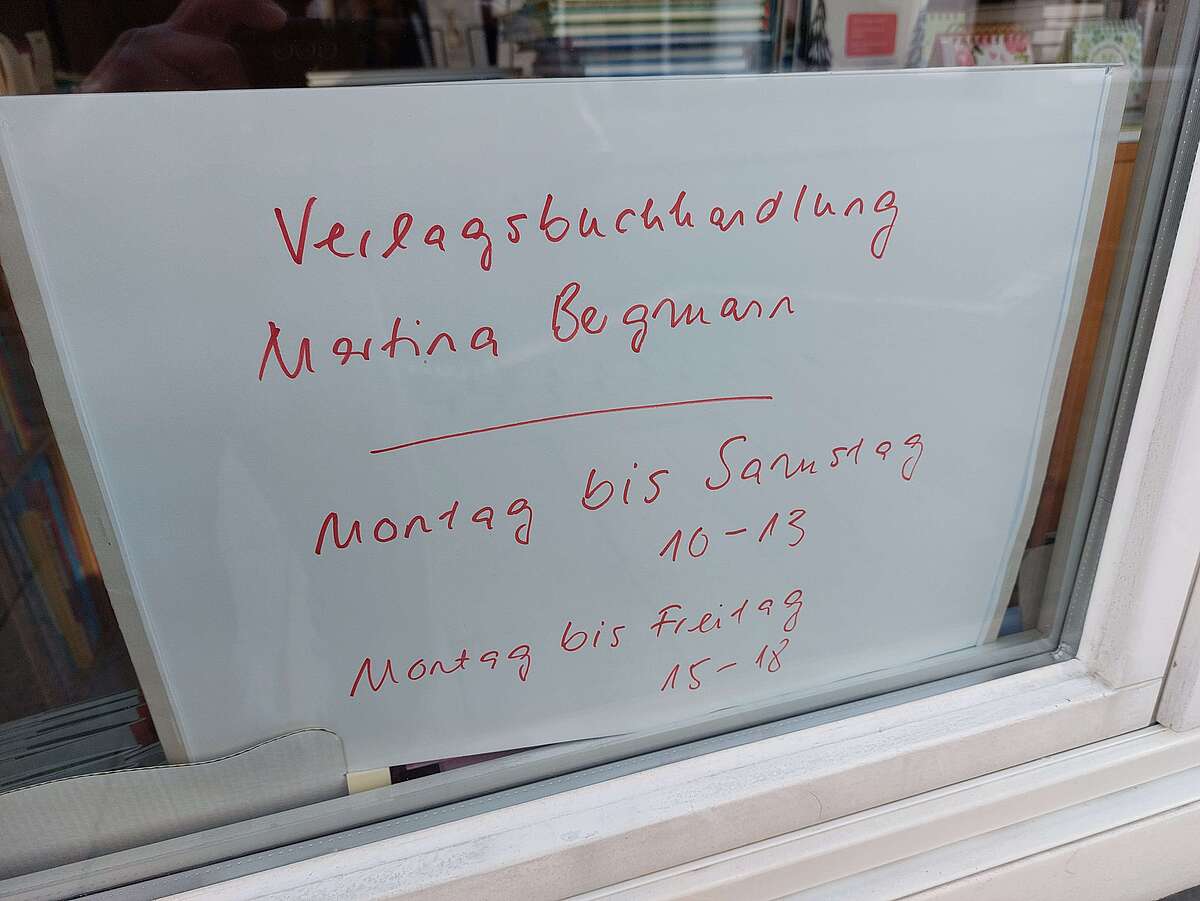 Verlagsbuchhandlung
Martina Bergmann
Montag bis Samstag
10-13
Montag bis Freitag
15-18